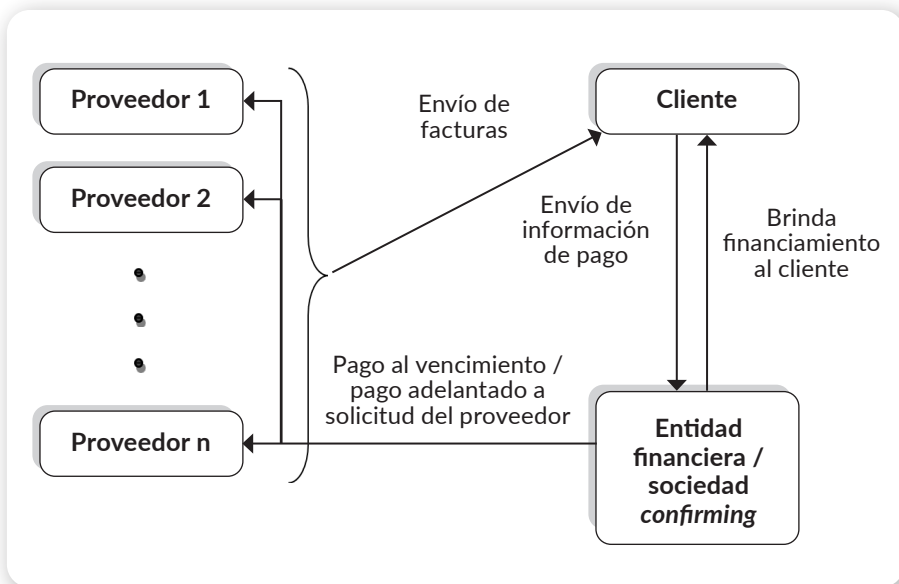 Proveedor 1
Proveedor 2
Proveedor n
Envío de
facturas
Cliente
Envío de
información
de pago
Brinda
financiamiento
al cliente
Pago al vencimiento /
pago adelantado a
solicitud del proveedor
Entidad
financiera /
sociedad
confirming